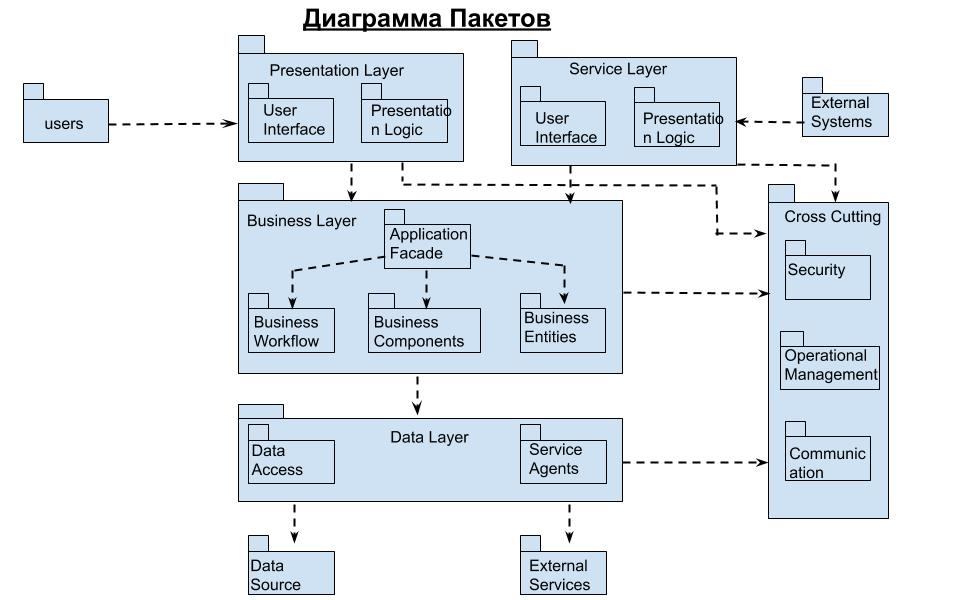 Диаграмма Пакетов
Presentation Layer
User
Interface
Presentatio
n Logic
Service Layer
User
Interface
Presentatio
n Logic
users
External
Systems
Business Layer
Application
Facade
Business
Workflow
Business
Components
Business
Entities
Cross Cutting
Security
Operational
Management
Communic
ation
Data Layer
Data
Access
Service
Agents
Data
Source
External
Services